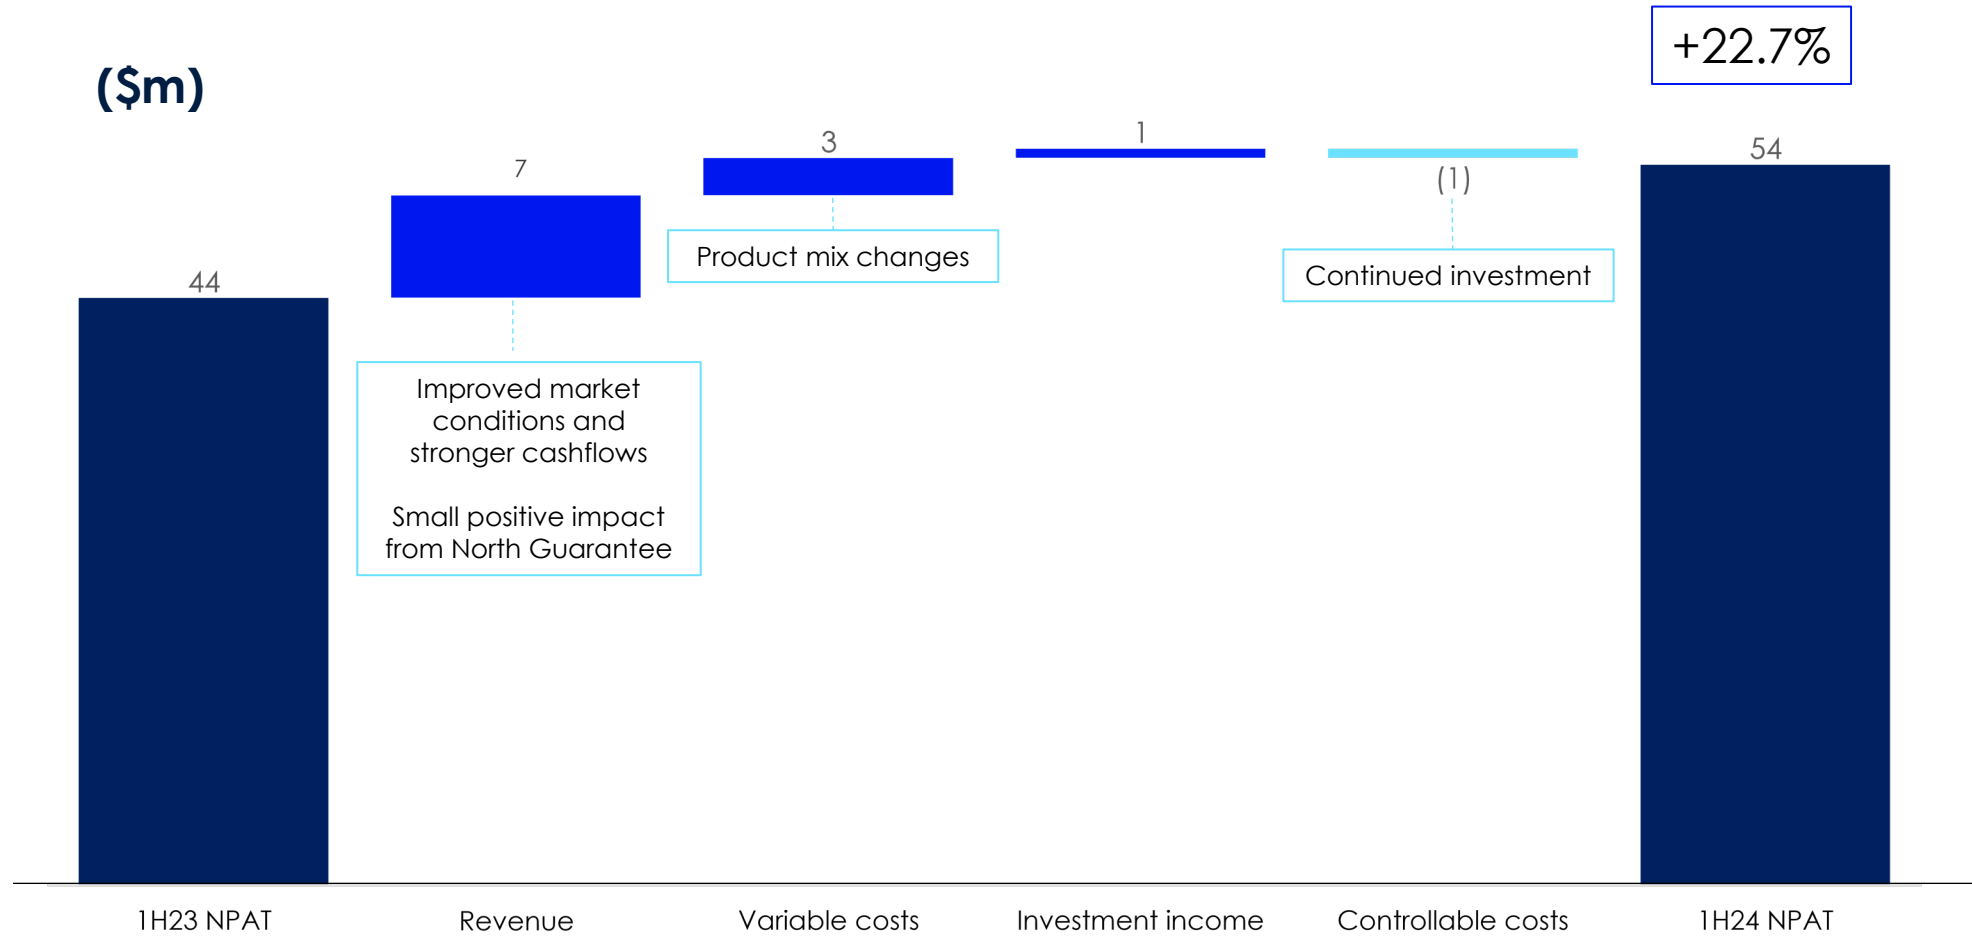 +22.7%
($m)
44
7
3
1
(1)
54
Product mix changes
Continued investment
Improved market
conditions and
stronger cashflows
Small positive impact
from North Guarantee
1H23 NPAT
Revenue
Variable costs
Investment income
Controllable costs
1H24 NPAT